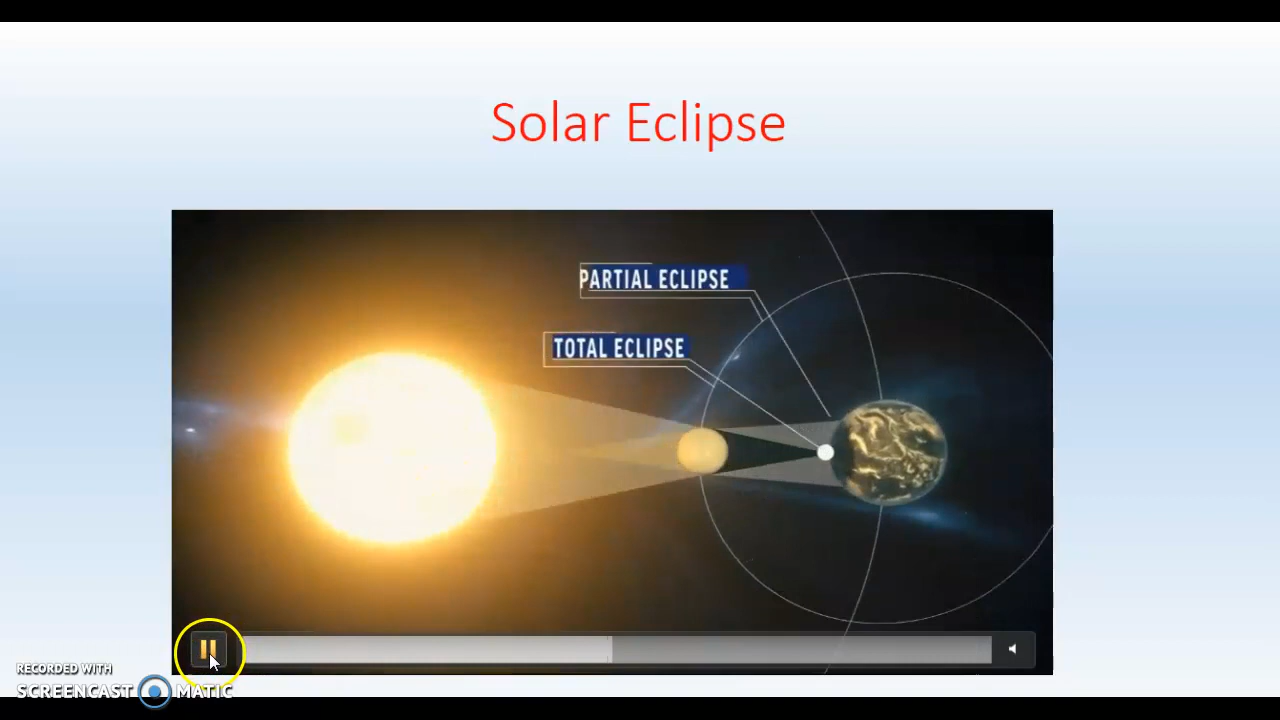 Solar Eclipse
PARTIAL ECLIPSE
TOTAL ECLIPSE
RECORDED WITH
SCREENCAST MATIC